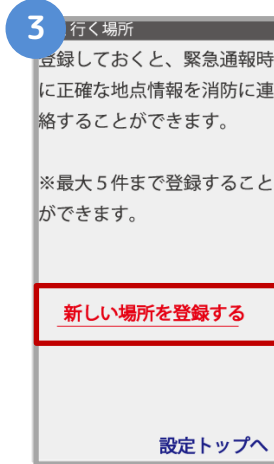 3
行く場所
登録しておくと、緊急通報時
に正確な地点情報を消防に連
絡することができます。
※最大５件まで登録すること
ができます。
新しい場所を登録する
設定トップへ